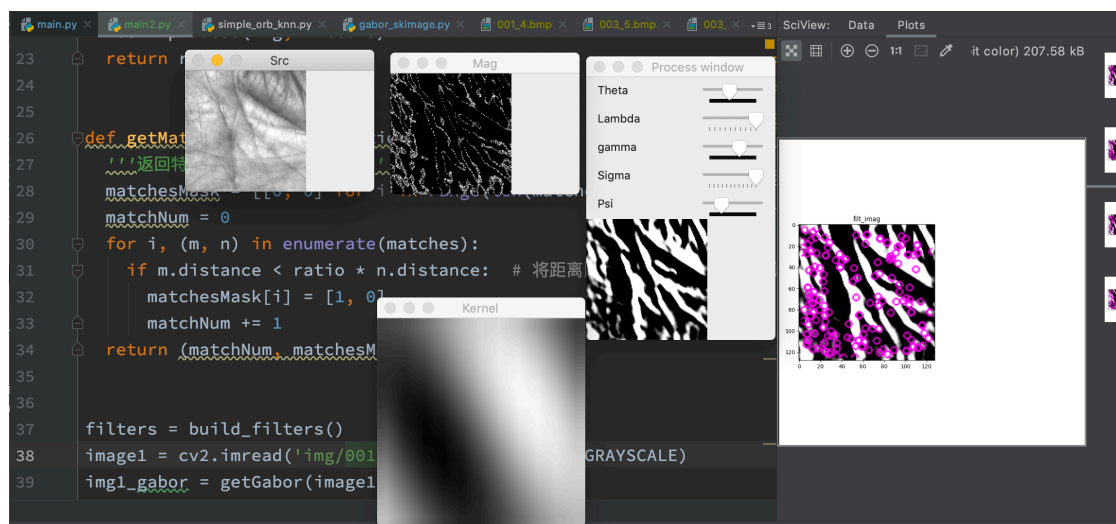 main.py main2.py simple_orb_knn.py gabor_skimage.py 001_4.bmp 003_5.bmp 003_ SciView: Data Plots
1:1 it color) 207.58 kB
Src
Mag
Process window
Theta
Lambda
gamma
Sigma
Psi
Kernel
23 return
24
25
26 def getMat
27 '''返回特
28 matchesMask = [[0, 0] for i
29 matchNum = 0
30 for i, (m, n) in enumerate(matches):
31 if m.distance < ratio * n.distance: # 将距离
32 matchesMask[i] = [1, 0]
33 matchNum += 1
34 return (matchNum, matchesM
35
36
37 filters = build_filters()
38 image1 = cv2.imread('img/001 GRAYSCALE)
39 img1_gabor = getGabor(image1
filt_imag
0
20
40
60
80
100
120
0 20 40 60 80 100 120